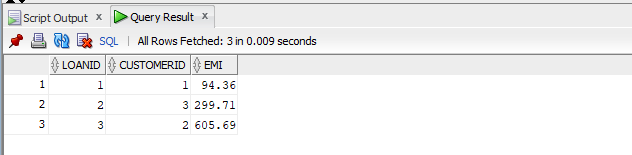 Script Output x Query Result x
SQL | All Rows Fetched: 3 in 0.009 seconds
LOANID CUSTOMERID EMI
1 1 1 94.36
2 2 3 299.71
3 3 2 605.69